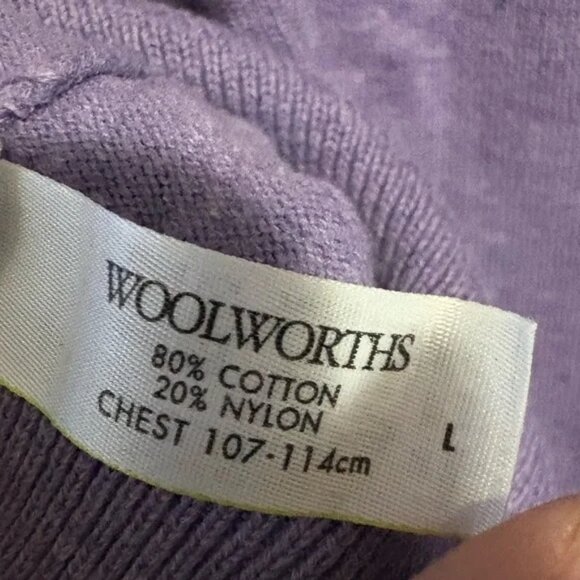 WOOLWORTHS
80% COTTON
20% NYLON
CHEST 107-114cm
L